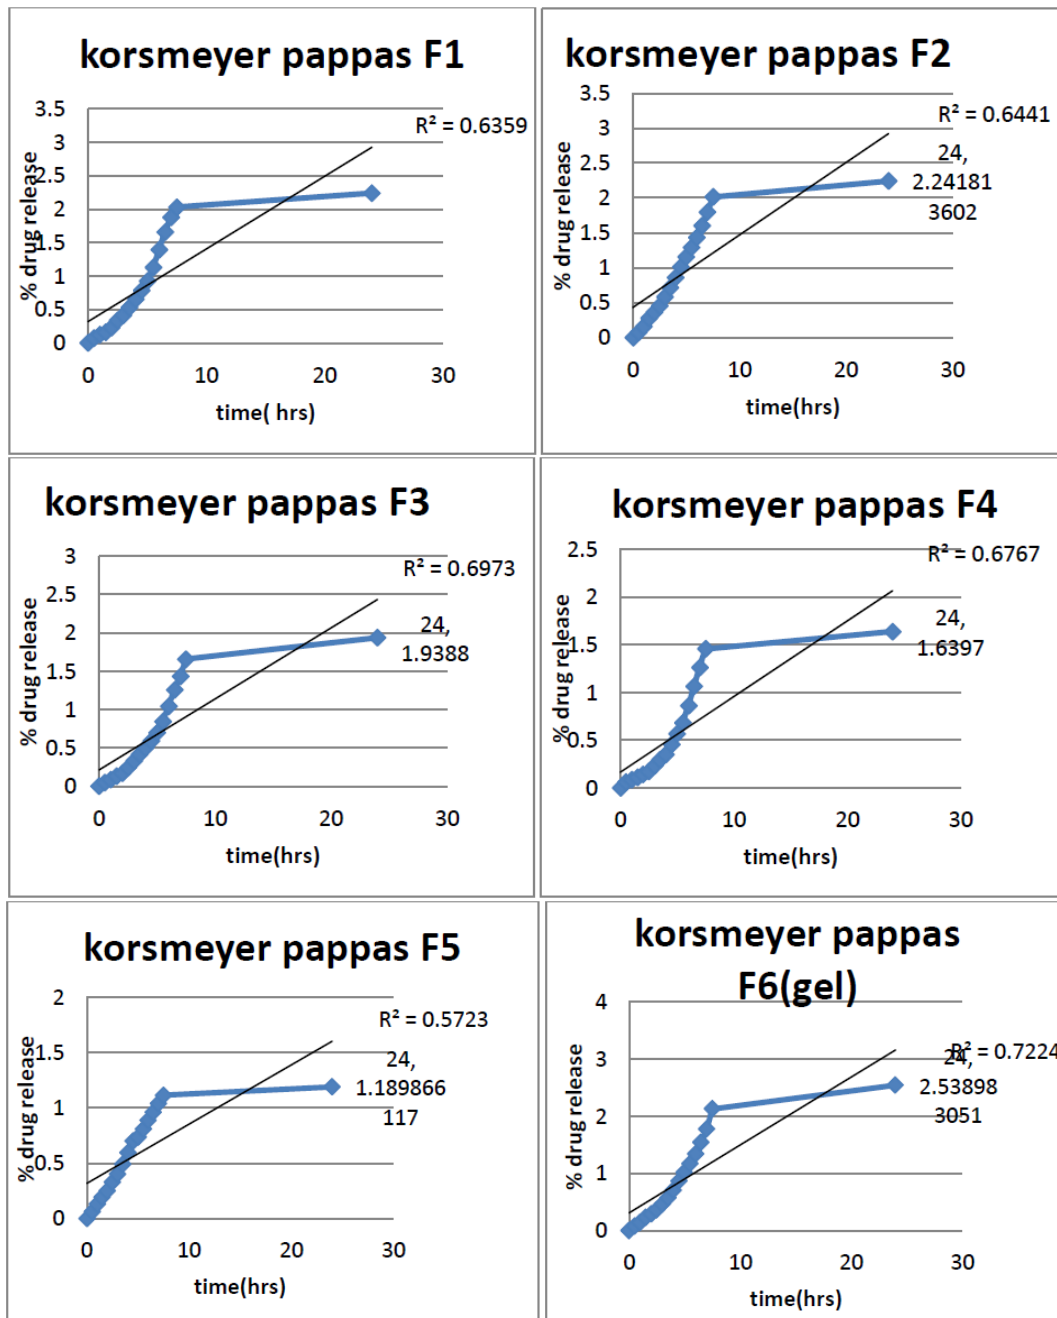 korsmeyer pappas F1
R² = 0.6359
3.5
3
2.5
2
1.5
1
0.5
0
% drug release
0 10 20 30
time( hrs)
korsmeyer pappas F2
R² = 0.6441
24,
2.24181
3602
3.5
3
2.5
2
1.5
1
0.5
0
% drug release
0 10 20 30
time(hrs)
korsmeyer pappas F3
R² = 0.6973
24,
1.9388
3
2.5
2
1.5
1
0.5
0
% drug release
0 10 20 30
time(hrs)
korsmeyer pappas F4
R² = 0.6767
24,
1.6397
2.5
2
1.5
1
0.5
0
% drug release
0 10 20 30
time(hrs)
korsmeyer pappas F5
R² = 0.5723
24,
1.189866
117
2
1.5
1
0.5
0
% drug release
0 10 20 30
time(hrs)
korsmeyer pappas
F6(gel)
R² = 0.7224
24,
2.53898
3051
4
3
2
1
0
% drug release
0 10 20 30
time(hrs)